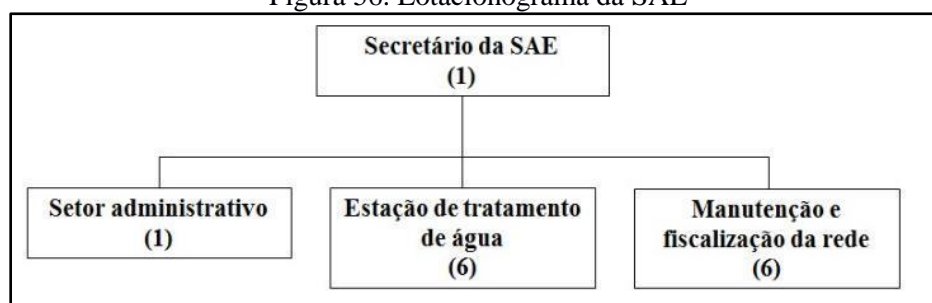 Figura 38. Lotacionograma da SAE
Secretário da SAE
(1)
Setor administrativo
(1)
Estação de tratamento
de água
(6)
Manutenção e
fiscalização da rede
(6)